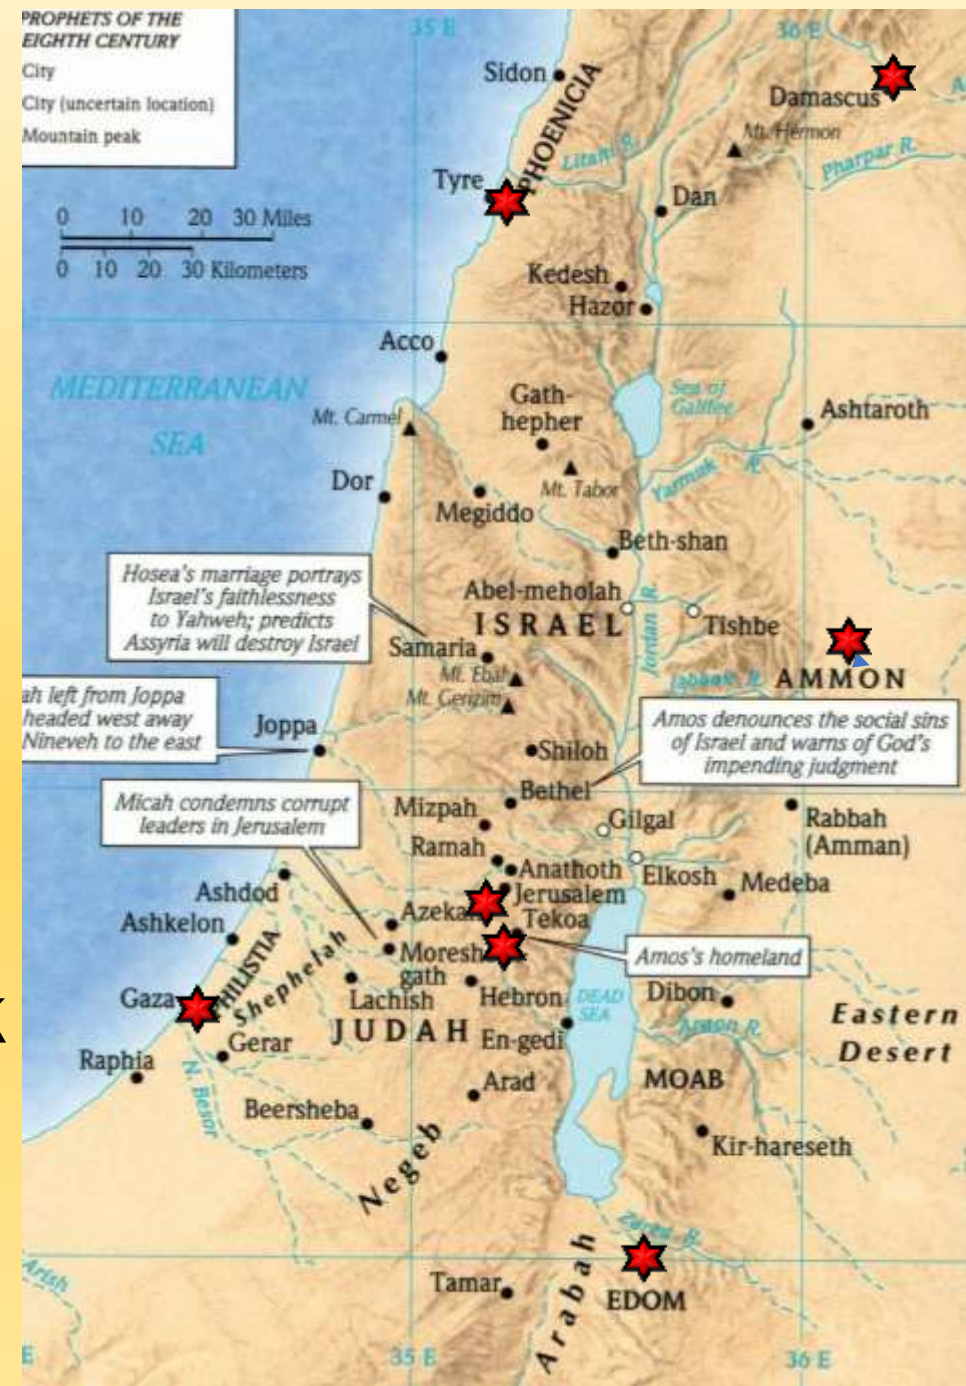 PROPHETS OF THE
EIGHTH CENTURY
City
City (uncertain location)
Mountain peak
35 E
36 E
Sidon
PHOENICIA
Damascus
Mt. Hermon
Litani R.
Pharpar R.
Tyre
Dan
0 10 20 30 Miles
0 10 20 30 Kilometers
Kedesh
Hazor
Acco
MEDITERRANEAN
SEA
Sea of
Galilee
Gath-
hepher
Ashtaroth
Mt. Carmel
Mt. Tabor
Yarmuk R.
Dor
Megiddo
Beth-shan
Hosea's marriage portrays
Israel's faithlessness
to Yahweh; predicts
Assyria will destroy Israel
Abel-meholah
ISRAEL
Jordan R.
Tishbe
Samaria
Mt. Ebal
Mt. Gerizim
Jabbok R.
AMMON
ah left from Joppa
headed west away
Nineveh to the east
Joppa
Shiloh
Amos denounces the social sins
of Israel and warns of God's
impending judgment
Micah condemns corrupt
leaders in Jerusalem
Bethel
Mizpah
Gilgal
Rabbah
(Amman)
Ramah
Anathoth
Elkosh
Medeba
Ashdod
Jerusalem
Azekah
Tekoa
Ashkelon
PHILISTIA
Shephelah
Moresh
gath
Amos's homeland
Gaza
Lachish
Hebron
DEAD
SEA
Dibon
Eastern
Desert
JUDAH
En-gedi
Arnon R.
Gerar
Raphia
N. Besor
Arad
MOAB
Beersheba
Negeb
Kir-hareseth
Zered R.
Arabah
Arish
Tamar
EDOM
E
35 E
36 E